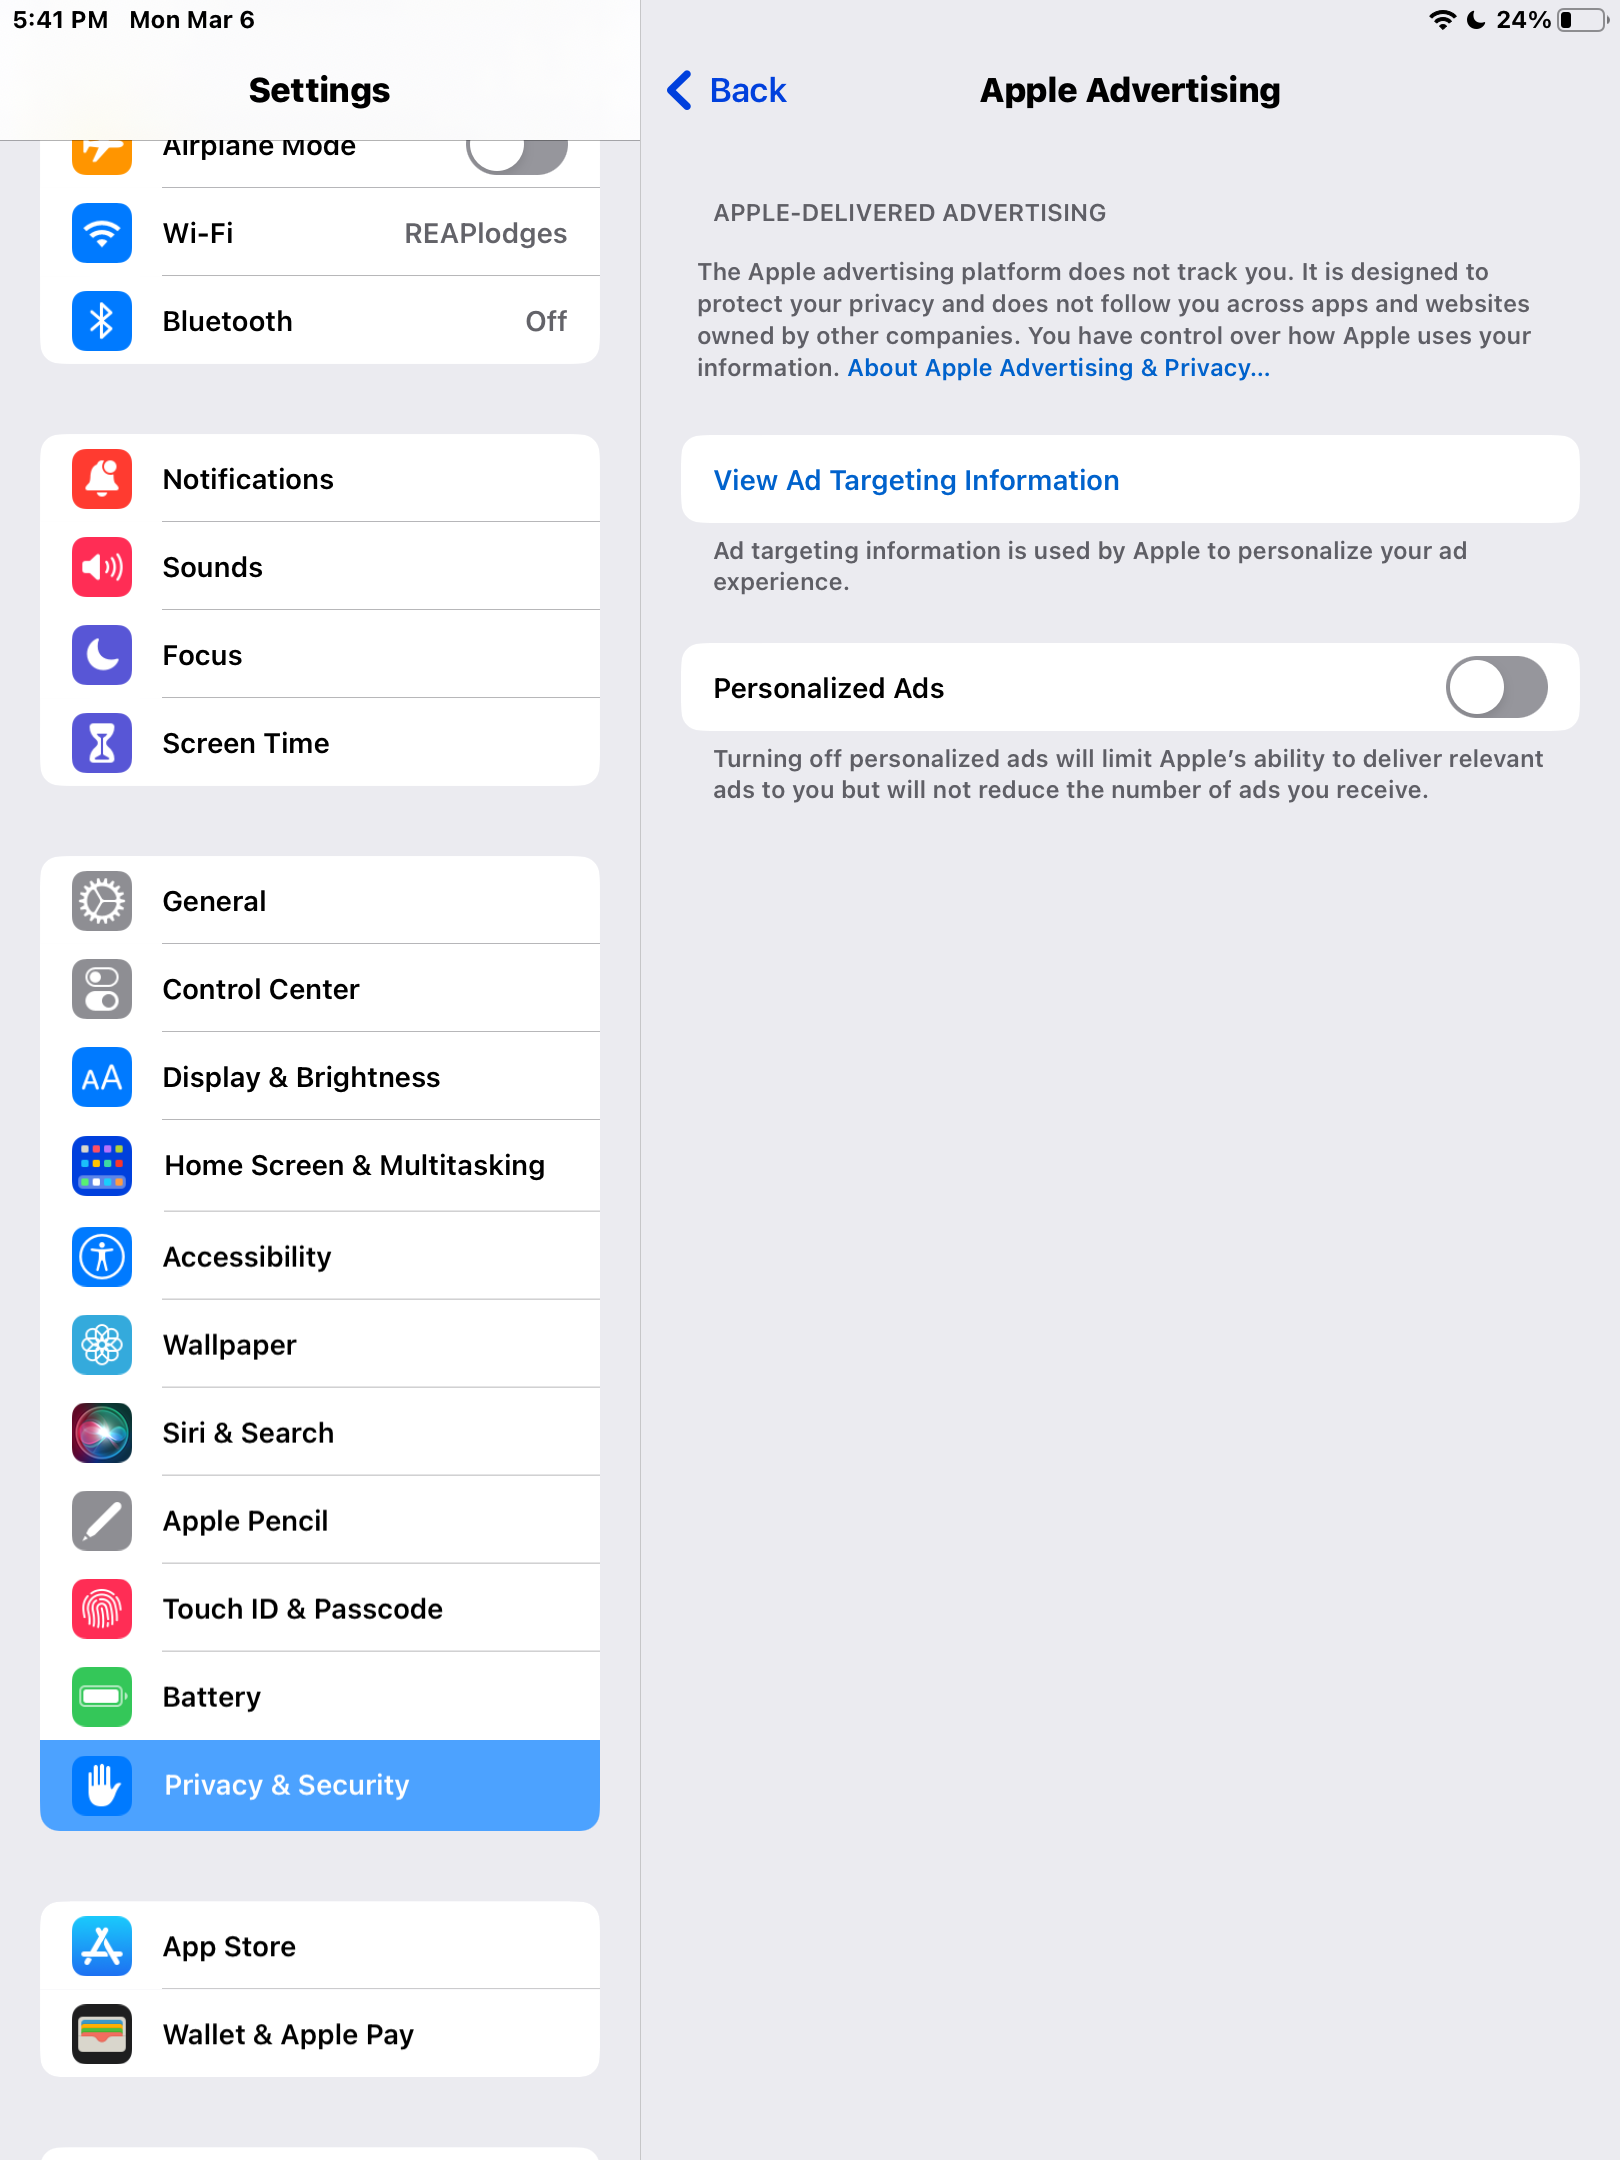 5:41 PM Mon Mar 6
24%
Settings
Airplane Mode
Wi-Fi REAPlodges
Bluetooth Off
Notifications
Sounds
Focus
Screen Time
General
Control Center
AA Display & Brightness
Home Screen & Multitasking
Accessibility
Wallpaper
Siri & Search
Apple Pencil
Touch ID & Passcode
Battery
Privacy & Security
App Store
Wallet & Apple Pay
Back
Apple Advertising
APPLE-DELIVERED ADVERTISING
The Apple advertising platform does not track you. It is designed to
protect your privacy and does not follow you across apps and websites
owned by other companies. You have control over how Apple uses your
information. About Apple Advertising & Privacy...
View Ad Targeting Information
Ad targeting information is used by Apple to personalize your ad
experience.
Personalized Ads
Turning off personalized ads will limit Apple’s ability to deliver relevant
ads to you but will not reduce the number of ads you receive.